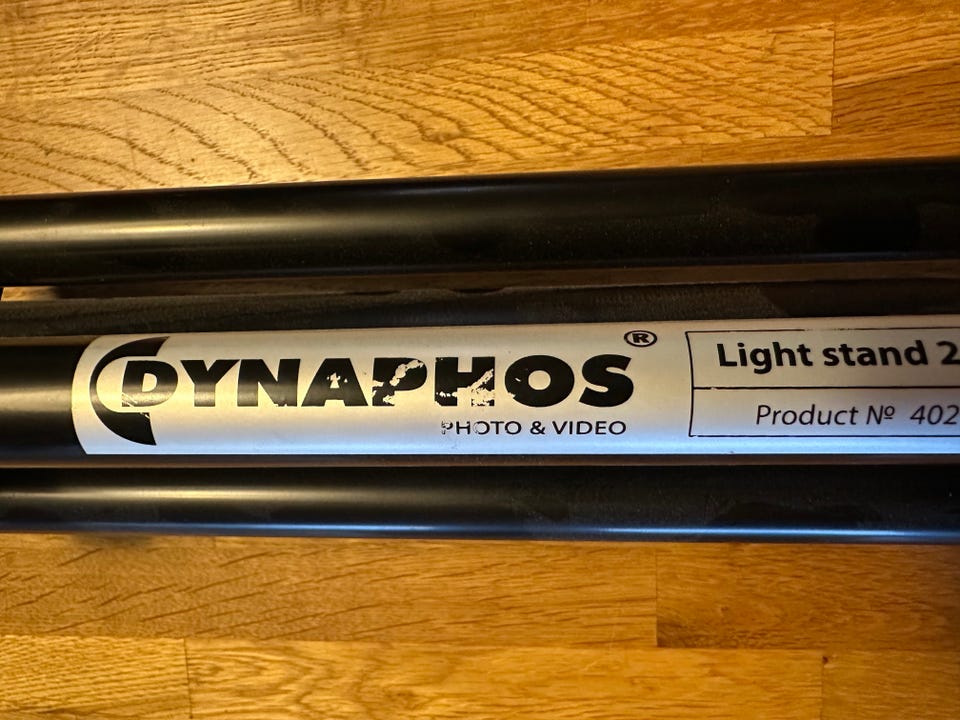 DYNAPHOS®
PHOTO & VIDEO
Light stand 2
Product № 402